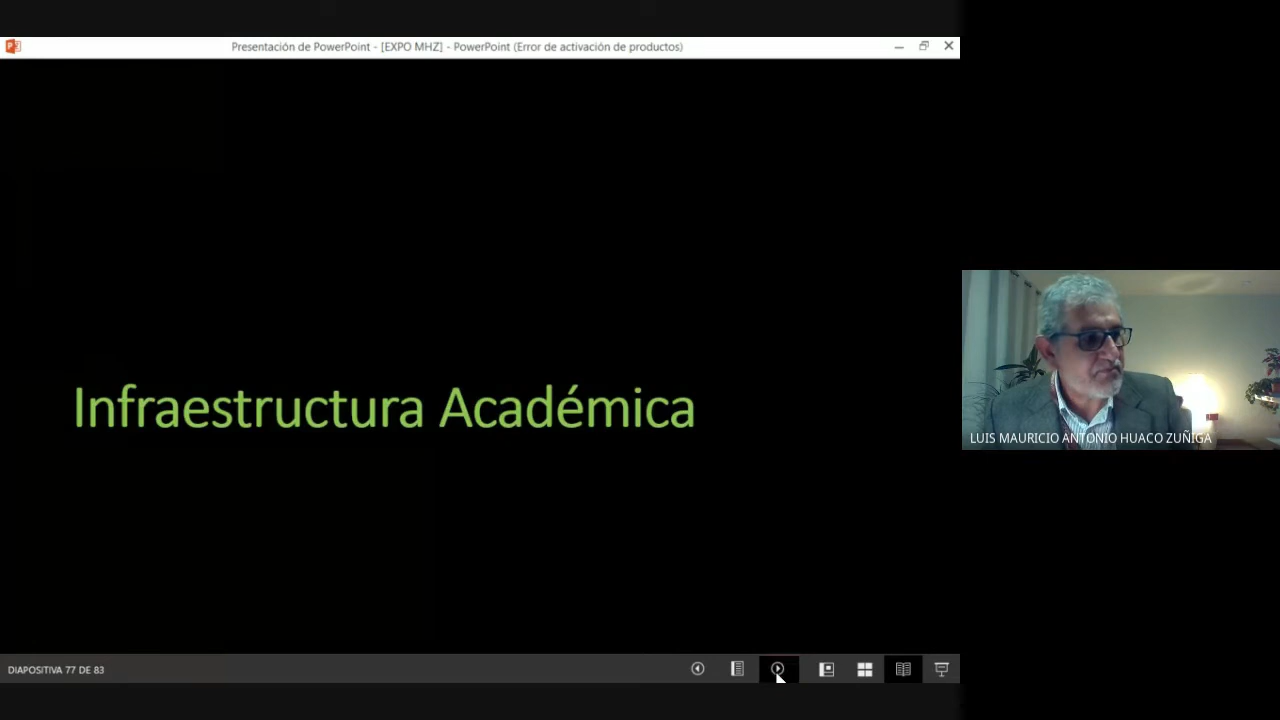 Presentación de PowerPoint - [EXPO MHZ] - PowerPoint (Error de activación de productos)
Infraestructura Académica
LUIS MAURICIO ANTONIO HUACO ZUÑIGA
DIAPOSITIVA 77 DE 83